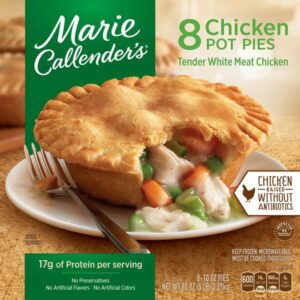 Marie
Callender's®
8 Chicken
POT PIES
Tender White Meat Chicken
CHICKEN
RAISED
WITHOUT
ANTIBIOTICS
17g of Protein per serving
No Preservatives
No Artificial Flavors · No Artificial Colors
KEEP FROZEN; MICROWAVEABLE
MUST BE COOKED THOROUGHLY
8-10 OZ PIES
NET WT 80 OZ (5 LB) 2.27kg
600